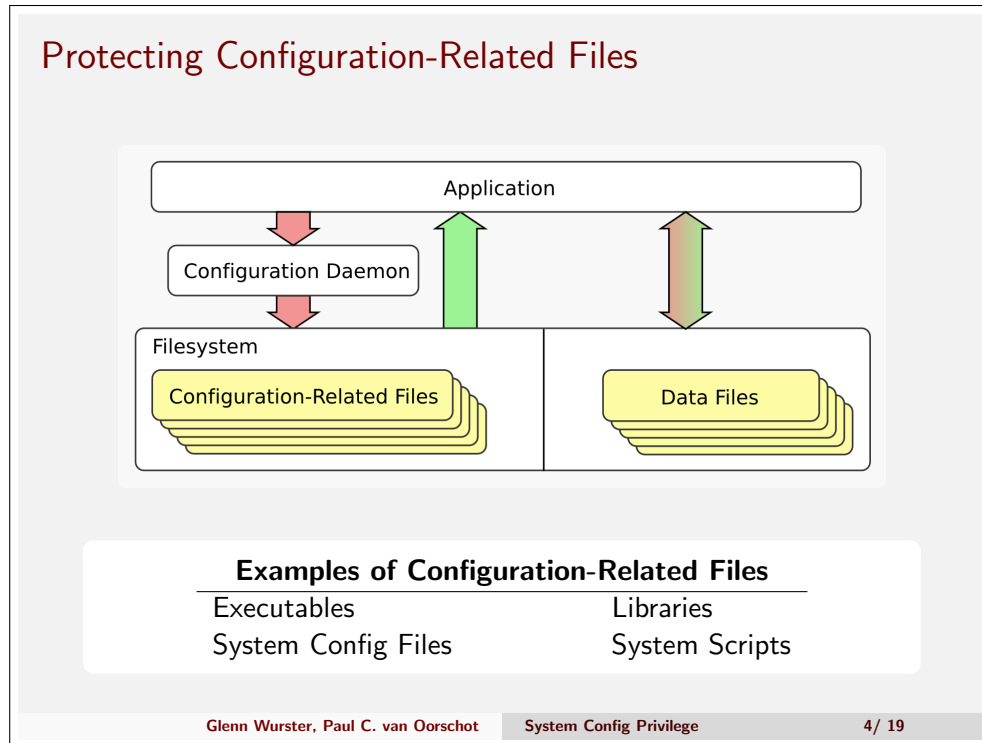 Protecting Configuration-Related Files
Application
Configuration Daemon
Filesystem
Configuration-Related Files
Data Files
Examples of Configuration-Related Files
Executables Libraries
System Config Files System Scripts
Glenn Wurster, Paul C. van Oorschot System Config Privilege 4/ 19